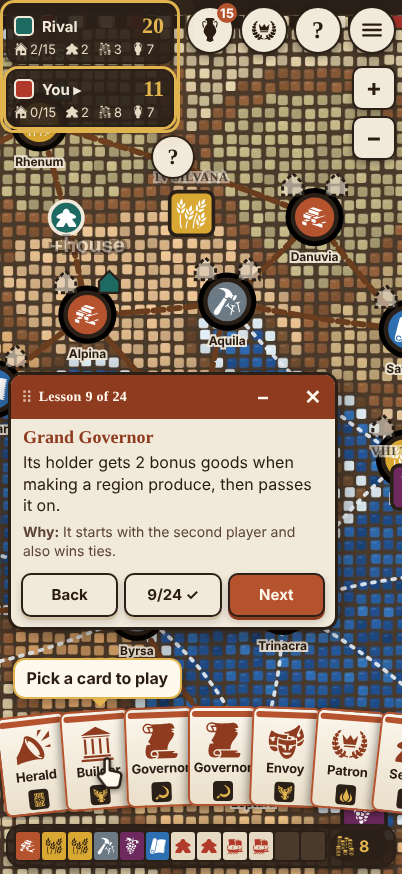 Rival 20
2/15 2 3 7
You ▸ 11
0/15 2 8 7
15
?
+
−
Rhenum
?
IV SILVANA
+house
Danuvia
Alpina
Aquila
Lesson 9 of 24
Grand Governor
Its holder gets 2 bonus goods when
making a region produce, then passes
it on.
Why: It starts with the second player and
also wins ties.
Back
9/24 ✓
Next
Byrsa
Trinacra
Pick a card to play
Herald
Governor
Governor
Envoy
Patron
8